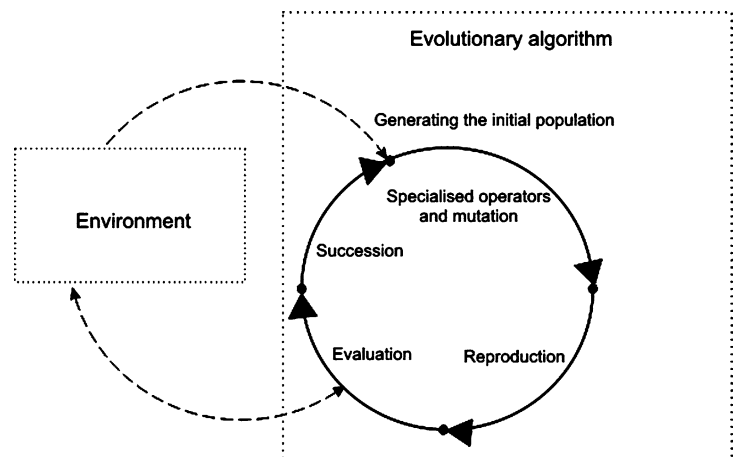 Evolutionary algorithm
Generating the initial population
Specialised operators
and mutation
Environment
Succession
Evaluation
Reproduction